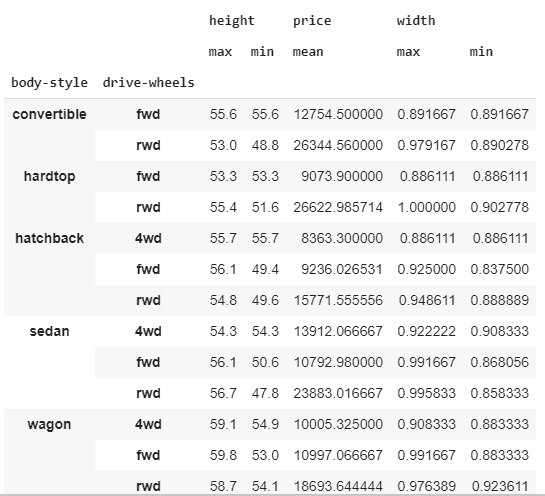 height price width
max min mean max min
body-style drive-wheels
convertible fwd 55.6 55.6 12754.500000 0.891667 0.891667
rwd 53.0 48.8 26344.560000 0.979167 0.890278
hardtop fwd 53.3 53.3 9073.900000 0.886111 0.886111
rwd 55.4 51.6 26622.985714 1.000000 0.902778
hatchback 4wd 55.7 55.7 8363.300000 0.886111 0.886111
fwd 56.1 49.4 9236.026531 0.925000 0.837500
rwd 54.8 49.6 15771.555556 0.948611 0.888889
sedan 4wd 54.3 54.3 13912.066667 0.922222 0.908333
fwd 56.1 50.6 10792.980000 0.991667 0.868056
rwd 56.7 47.8 23883.016667 0.995833 0.858333
wagon 4wd 59.1 54.9 10005.325000 0.908333 0.883333
fwd 59.8 53.0 10997.066667 0.991667 0.883333
rwd 58.7 54.1 18693.644444 0.976389 0.923611